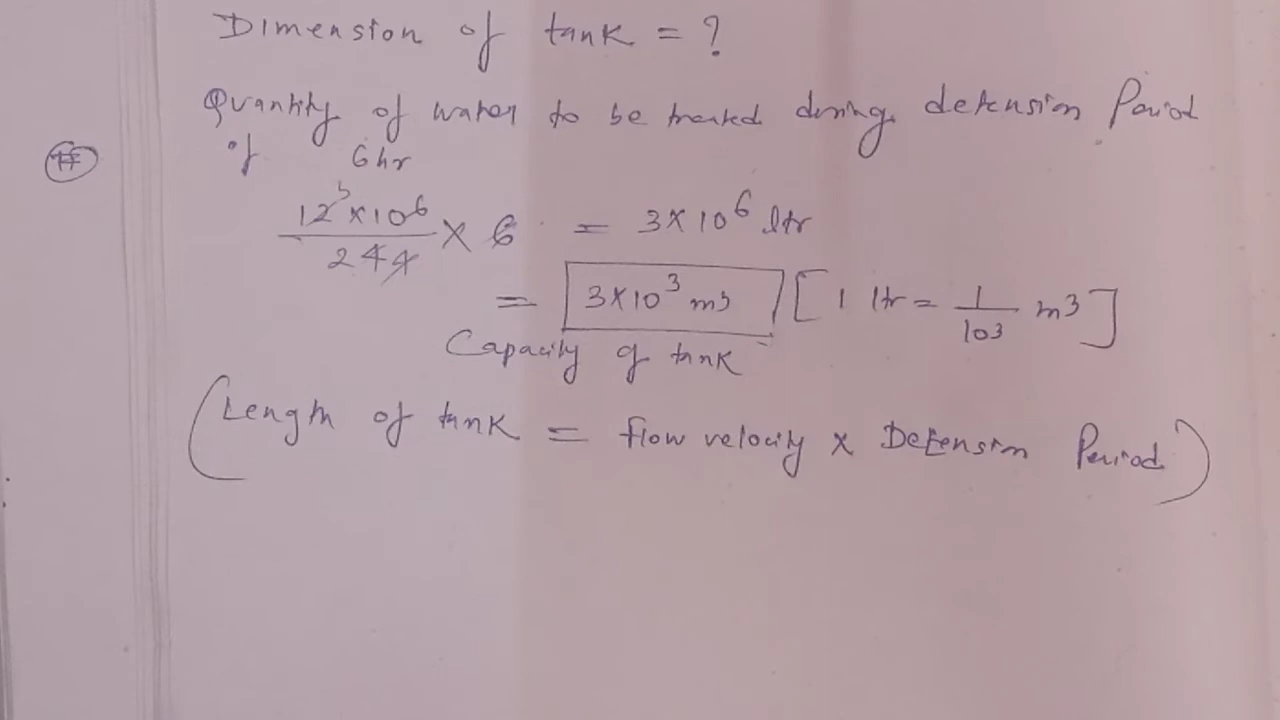 Dimension of tank = ?
Quantity of water to be treated during detension Period
of 6hr
#
12³×10⁶ / 24 4 × 6 = 3×10⁶ ltr
= 3×10³ m³ [1 ltr = 1/10³ m³]
Capacity of tank
(Length of tank = flow velocity × Detension Period)